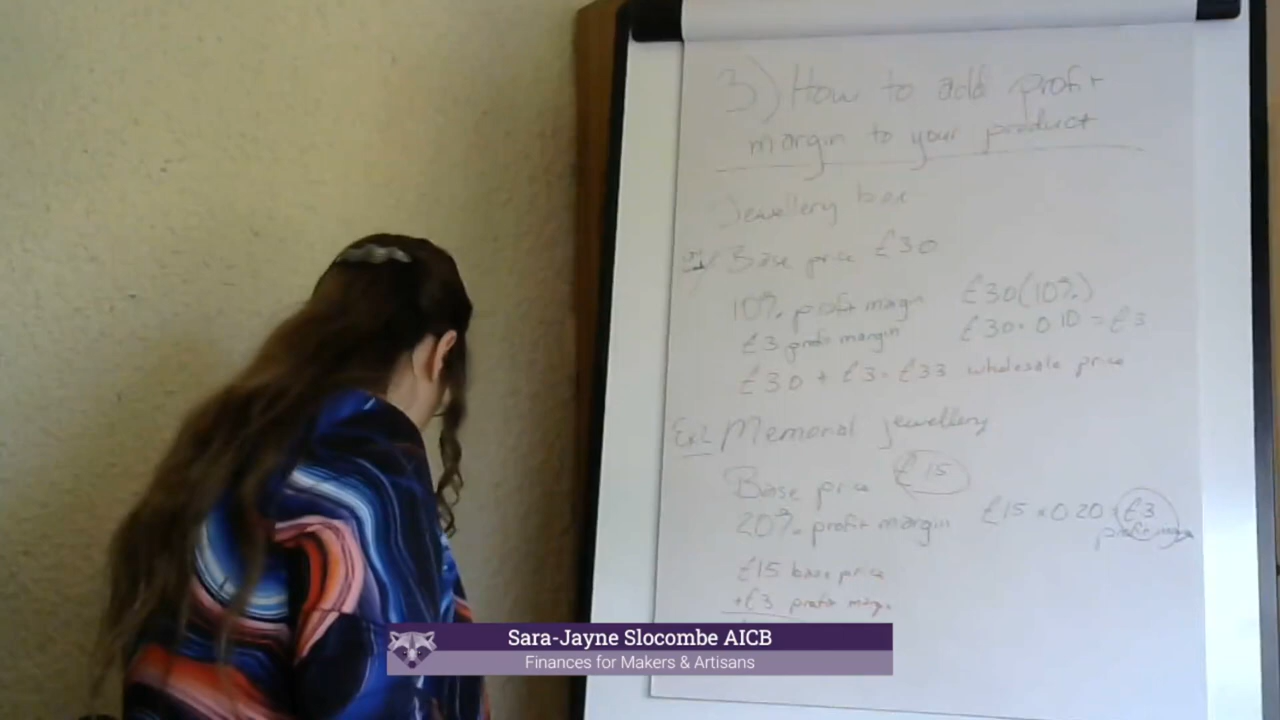 3) How to add profit
margin to your product
Jewellery box
Base price £30
10% profit margin £30(10%)
£3 profit margin £30 × 0.10 = £3
£30 + £3 = £33 wholesale price
Ex2 Memorial jewellery
Base price £15
20% profit margin £15 × 0.20 = £3
profit margin
£15 base price
+£3 profit marg.
Sara-Jayne Slocombe AICB
Finances for Makers & Artisans